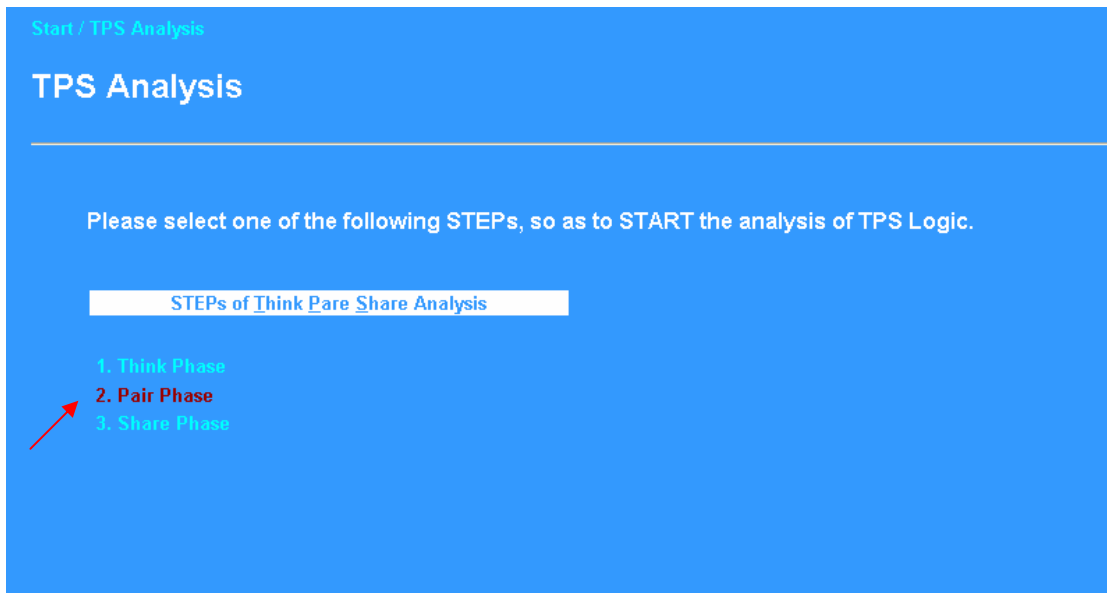 Start / TPS Analysis
TPS Analysis
Please select one of the following STEPs, so as to START the analysis of TPS Logic.
STEPs of Think Pare Share Analysis
1. Think Phase
2. Pair Phase
3. Share Phase